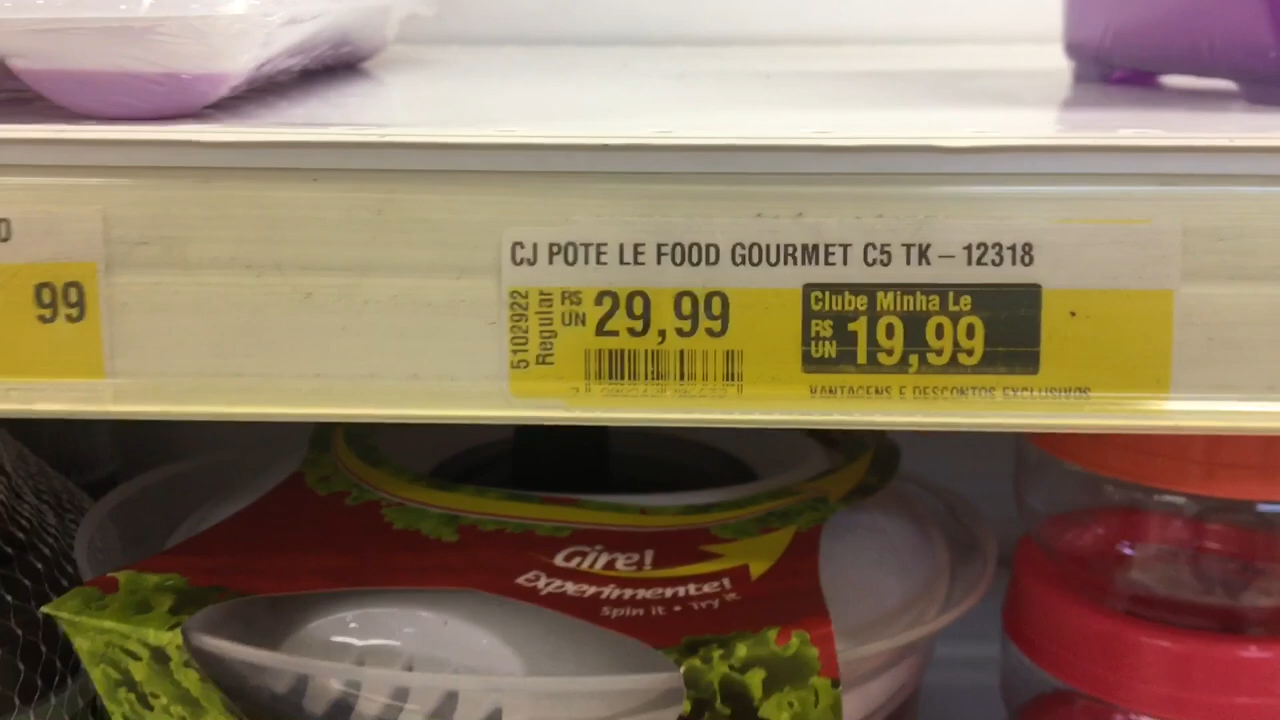 D
99
CJ POTE LE FOOD GOURMET C5 TK – 12318
5102922
Regular
R$
UN
29,99
Clube Minha Le
R$
UN
19,99
VANTAGENS E DESCONTOS EXCLUSIVOS
Gire!
Experimente!
Spin it • Try it